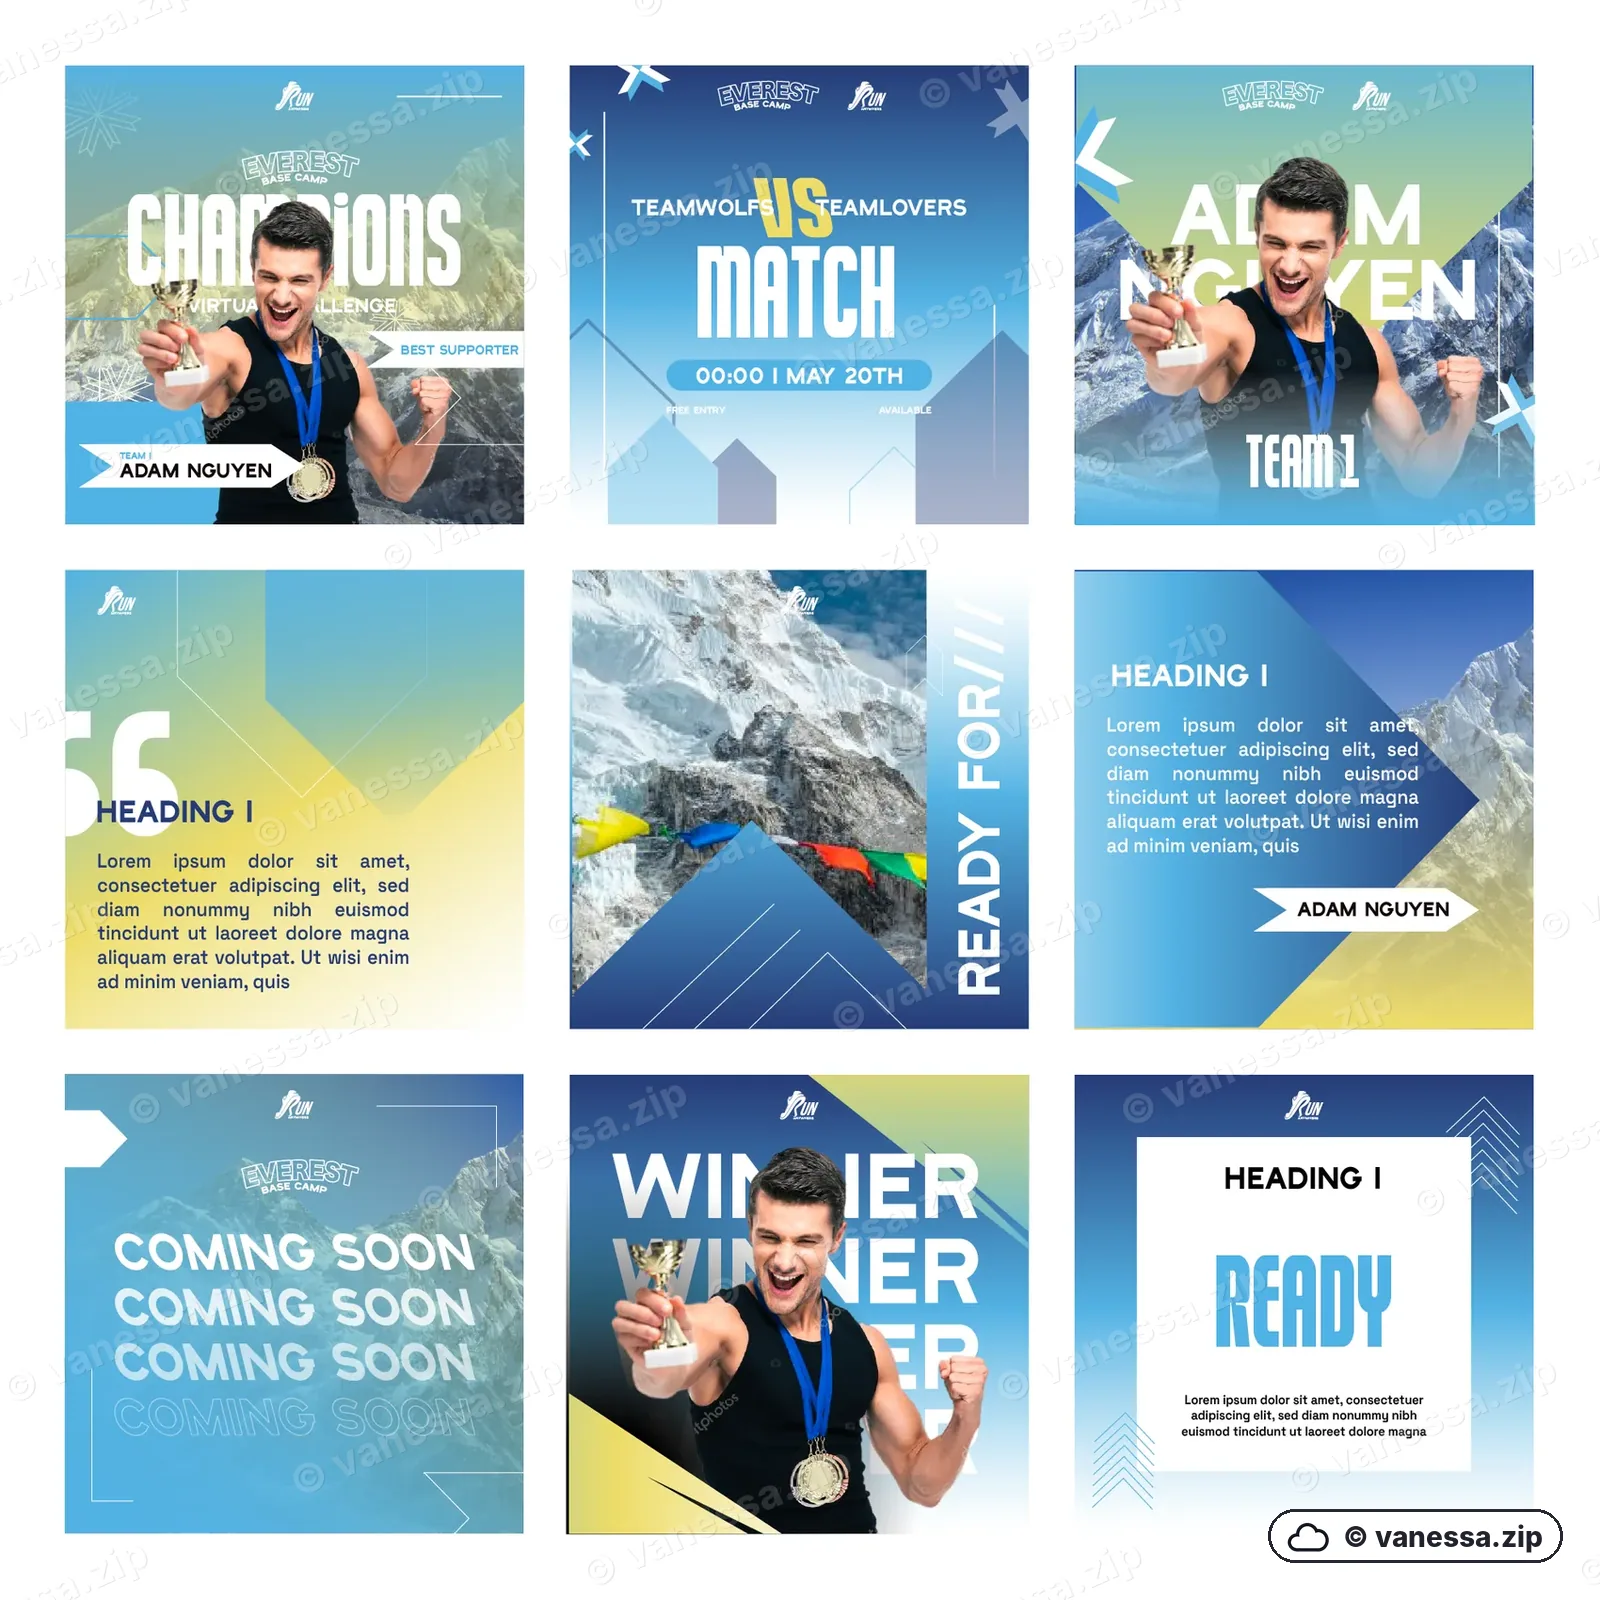 RUN
EVEREST
BASE CAMP
CHAMPIONS
VIRTUAL CHALLENGE
BEST SUPPORTER
TEAM I
ADAM NGUYEN
EVEREST
BASE CAMP
RUN
TEAMWOLFS VS TEAMLOVERS
MATCH
00:00 I MAY 20TH
FREE ENTRY AVAILABLE
EVEREST
BASE CAMP
RUN
ADAM
NGUYEN
TEAM 1
RUN
HEADING I
Lorem ipsum dolor sit amet,
consectetuer adipiscing elit, sed
diam nonummy nibh euismod
tincidunt ut laoreet dolore magna
aliquam erat volutpat. Ut wisi enim
ad minim veniam, quis
RUN
READY FOR///
HEADING I
Lorem ipsum dolor sit amet,
consectetuer adipiscing elit, sed
diam nonummy nibh euismod
tincidunt ut laoreet dolore magna
aliquam erat volutpat. Ut wisi enim
ad minim veniam, quis
ADAM NGUYEN
RUN
EVEREST
BASE CAMP
COMING SOON
COMING SOON
COMING SOON
COMING SOON
RUN
WINNER
WINNER
RUN
HEADING I
READY
Lorem ipsum dolor sit amet, consectetuer
adipiscing elit, sed diam nonummy nibh
euismod tincidunt ut laoreet dolore magna
© vanessa.zip